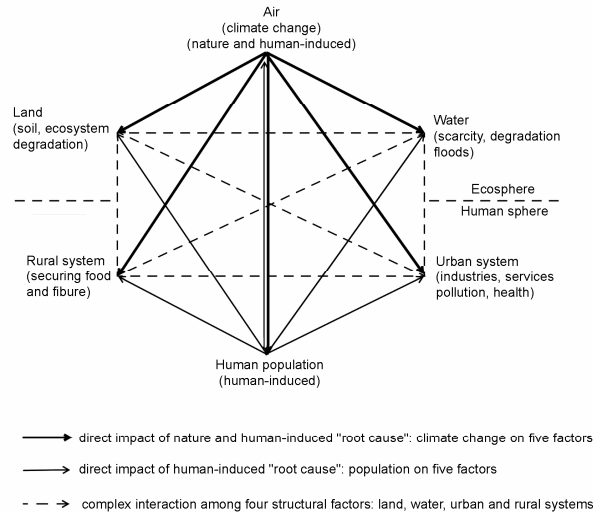 Air
(climate change)
(nature and human-induced)
Land
(soil, ecosystem
degradation)
Water
(scarcity, degradation
floods)
Ecosphere
Human sphere
Rural system
(securing food
and fibure)
Urban system
(industries, services
pollution, health)
Human population
(human-induced)
direct impact of nature and human-induced "root cause": climate change on five factors
direct impact of human-induced "root cause": population on five factors
complex interaction among four structural factors: land, water, urban and rural systems